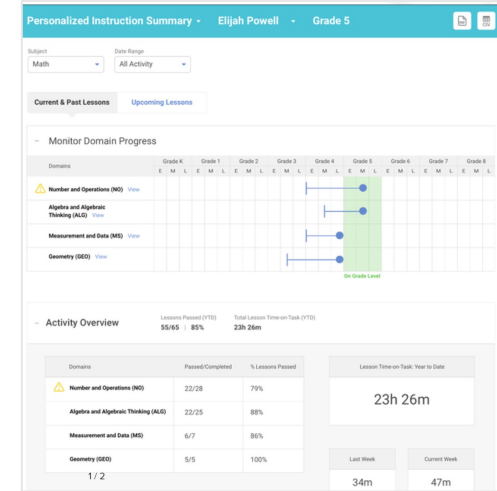 Personalized Instruction Summary - Elijah Powell - Grade 5
CSV
Subject Date Range
Math All Activity
Current & Past Lessons Upcoming Lessons
– Monitor Domain Progress
Domains Grade K Grade 1 Grade 2 Grade 3 Grade 4 Grade 5 Grade 6 Grade 7 Grade 8
E M L E M L E M L E M L E M L E M L E M L E M L E M L
Number and Operations (NO) View
Algebra and Algebraic
Thinking (ALG) View
Measurement and Data (MS) View
Geometry (GEO) View
On Grade Level
– Activity Overview
Lessons Passed (YTD) Total Lesson Time-on-Task (YTD)
55/65 | 85% 23h 26m
Domains Passed/Completed % Lessons Passed
Number and Operations (NO) 22/28 79%
Algebra and Algebraic Thinking (ALG) 22/25 88%
Measurement and Data (MS) 6/7 86%
Geometry (GEO) 5/5 100%
1 / 2
Lesson Time-on-Task: Year to Date
23h 26m
Last Week Current Week
34m 47m